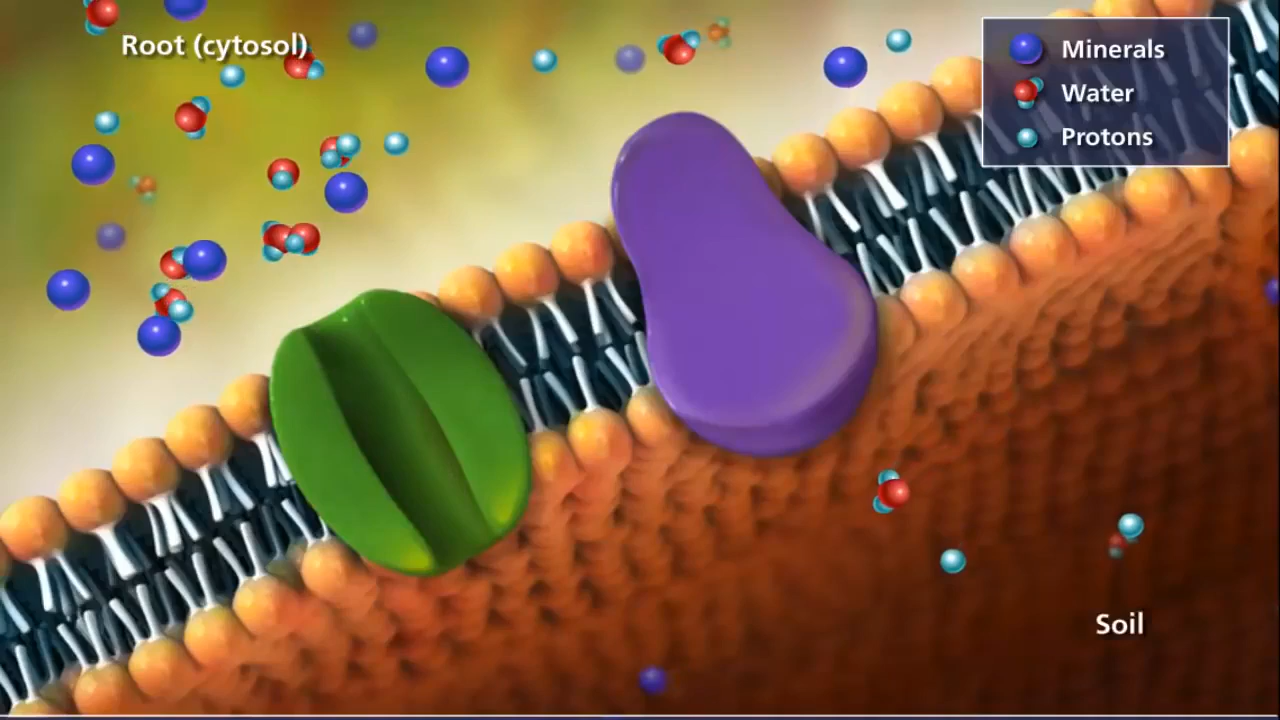 Root (cytosol)
Minerals
Water
Protons
Soil